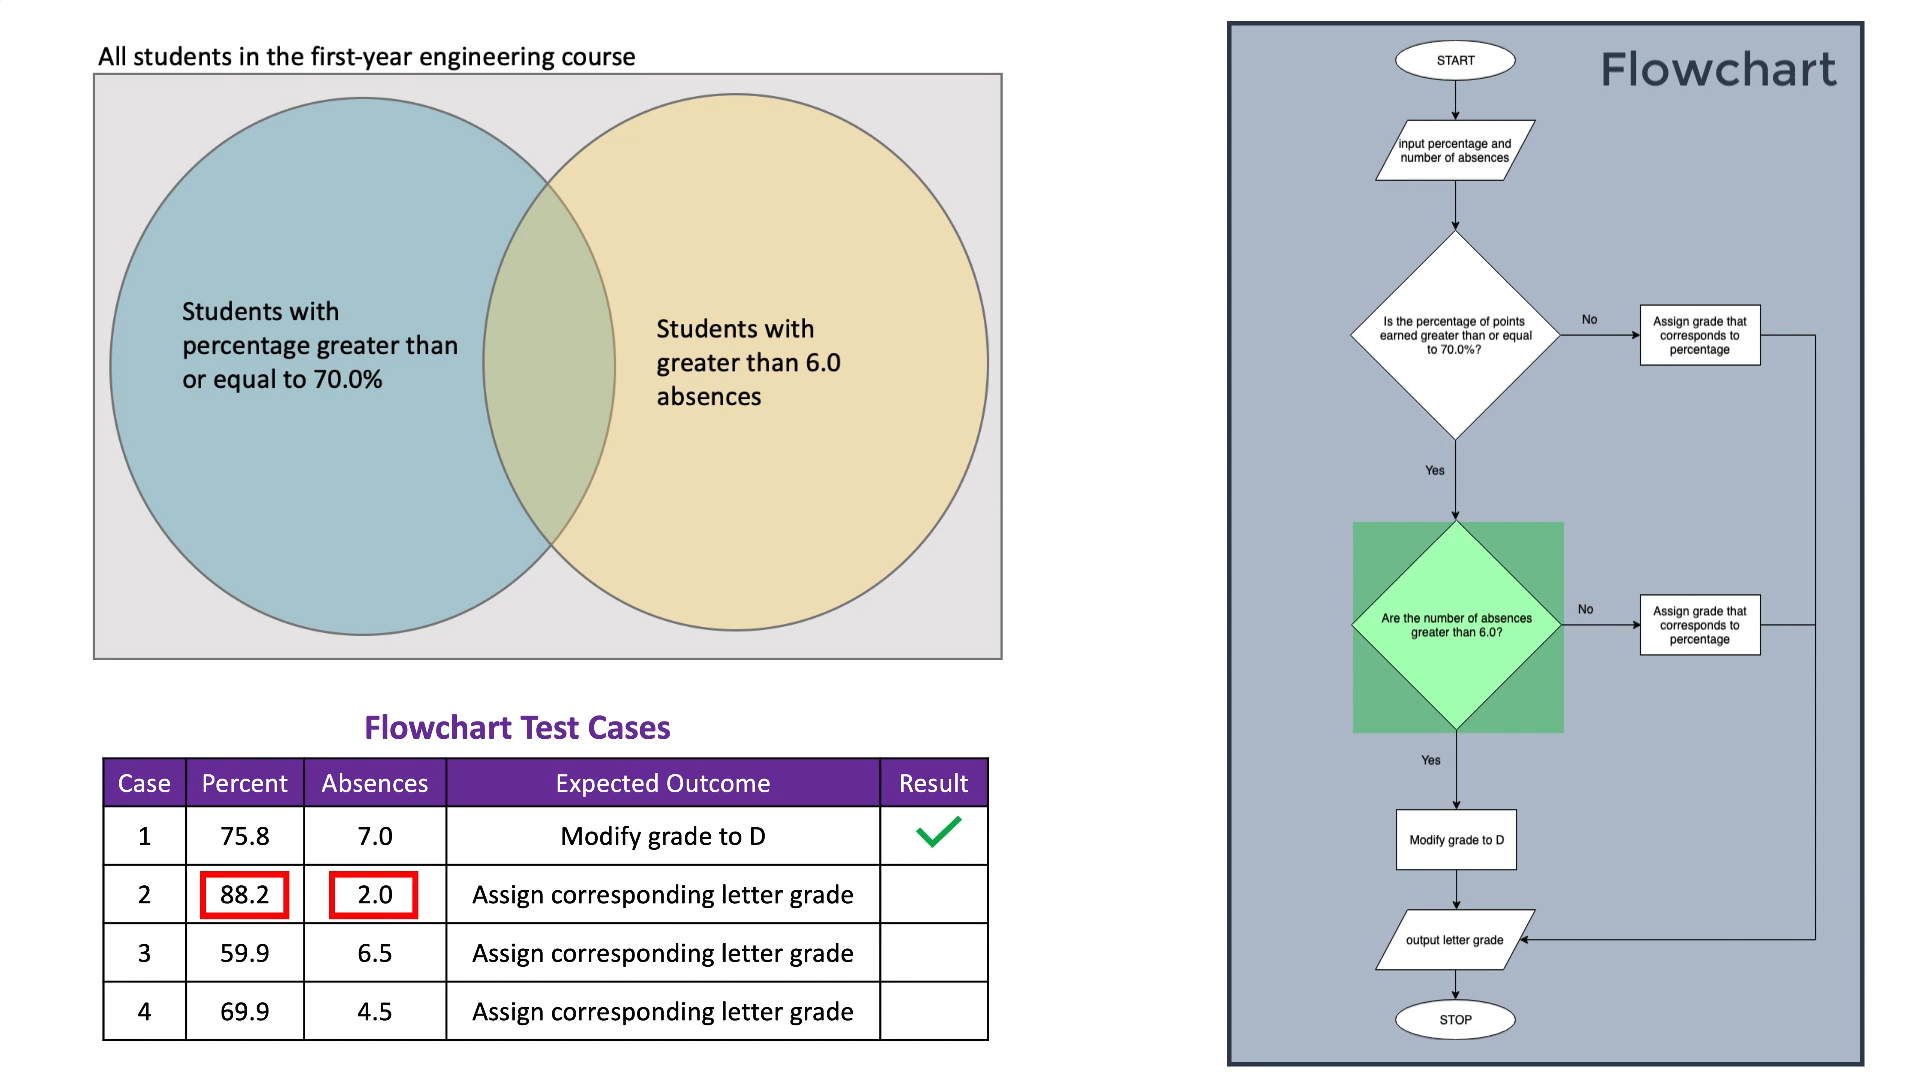 All students in the first-year engineering course
Students with
percentage greater than
or equal to 70.0%
Students with
greater than 6.0
absences
Flowchart Test Cases
Case Percent Absences Expected Outcome Result
1 75.8 7.0 Modify grade to D
2 88.2 2.0 Assign corresponding letter grade
3 59.9 6.5 Assign corresponding letter grade
4 69.9 4.5 Assign corresponding letter grade
Flowchart
START
input percentage and
number of absences
Is the percentage of points
earned greater than or equal
to 70.0%?
No
Assign grade that
corresponds to
percentage
Yes
Are the number of absences
greater than 6.0?
No
Assign grade that
corresponds to
percentage
Yes
Modify grade to D
output letter grade
STOP